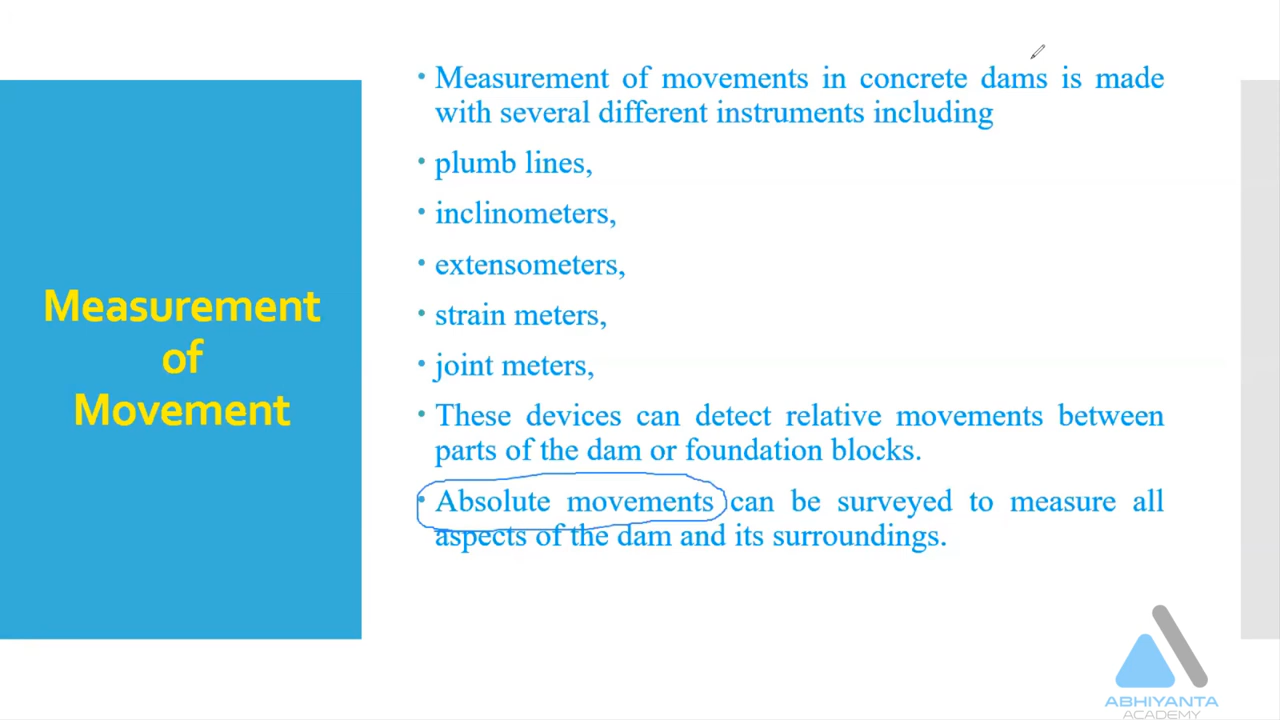 Measurement
of
Movement
• Measurement of movements in concrete dams is made
with several different instruments including
• plumb lines,
• inclinometers,
• extensometers,
• strain meters,
• joint meters,
• These devices can detect relative movements between
parts of the dam or foundation blocks.
• Absolute movements can be surveyed to measure all
aspects of the dam and its surroundings.
ABHIYANTA
ACADEMY